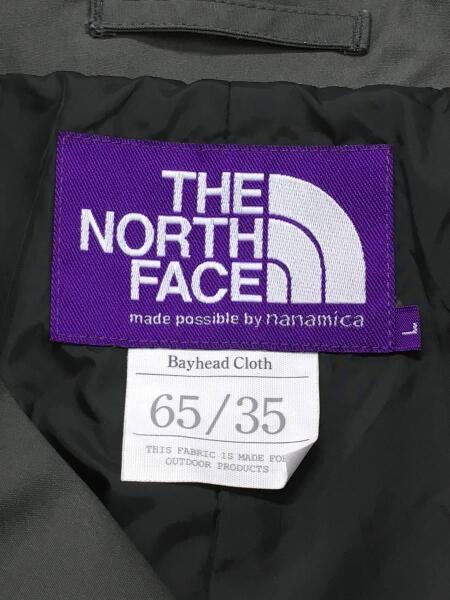 THE
NORTH
FACE
made possible by nanamica
L
Bayhead Cloth
65/35
THIS FABRIC IS MADE FOR
OUTDOOR PRODUCTS